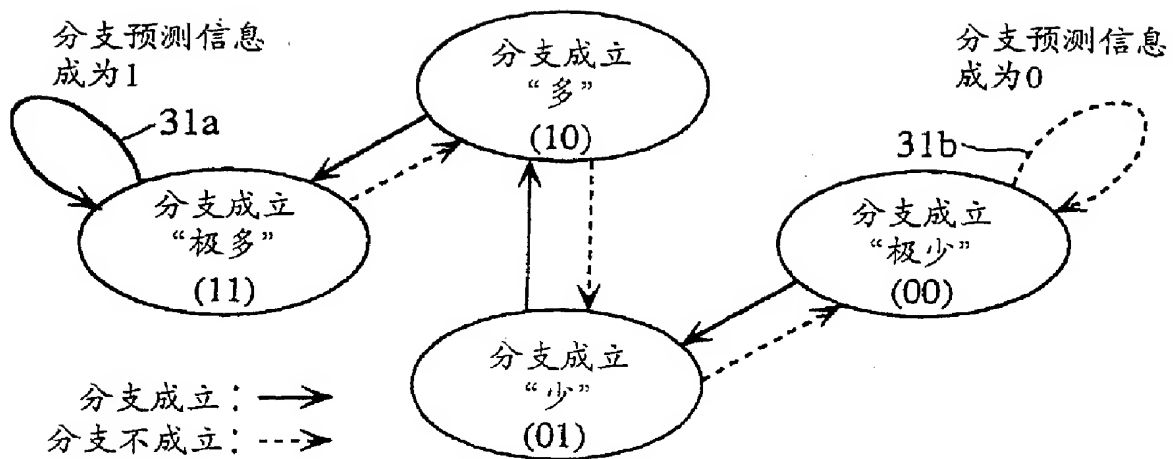 分支预测信息
成为1
31a
分支成立
“多”
(10)
分支预测信息
成为0
31b
分支成立
“极多”
(11)
分支成立
“极少”
(00)
分支成立
“少”
(01)
分支成立:
分支不成立: